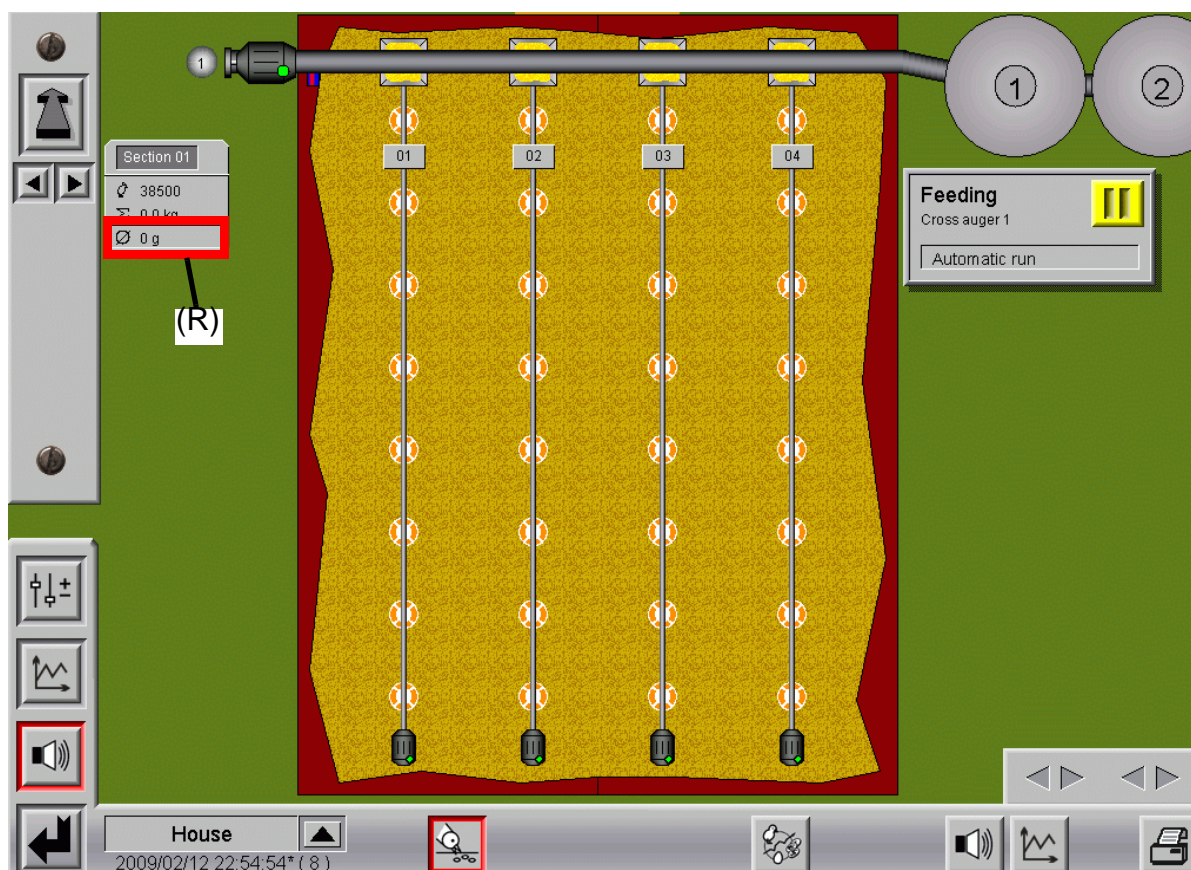 1
1
2
Section 01
38500
Σ 0.0 kg
Ø 0 g
(R)
01
02
03
04
Feeding
Cross auger 1
Automatic run
House
2009/02/12 22:54:54* ( 8 )